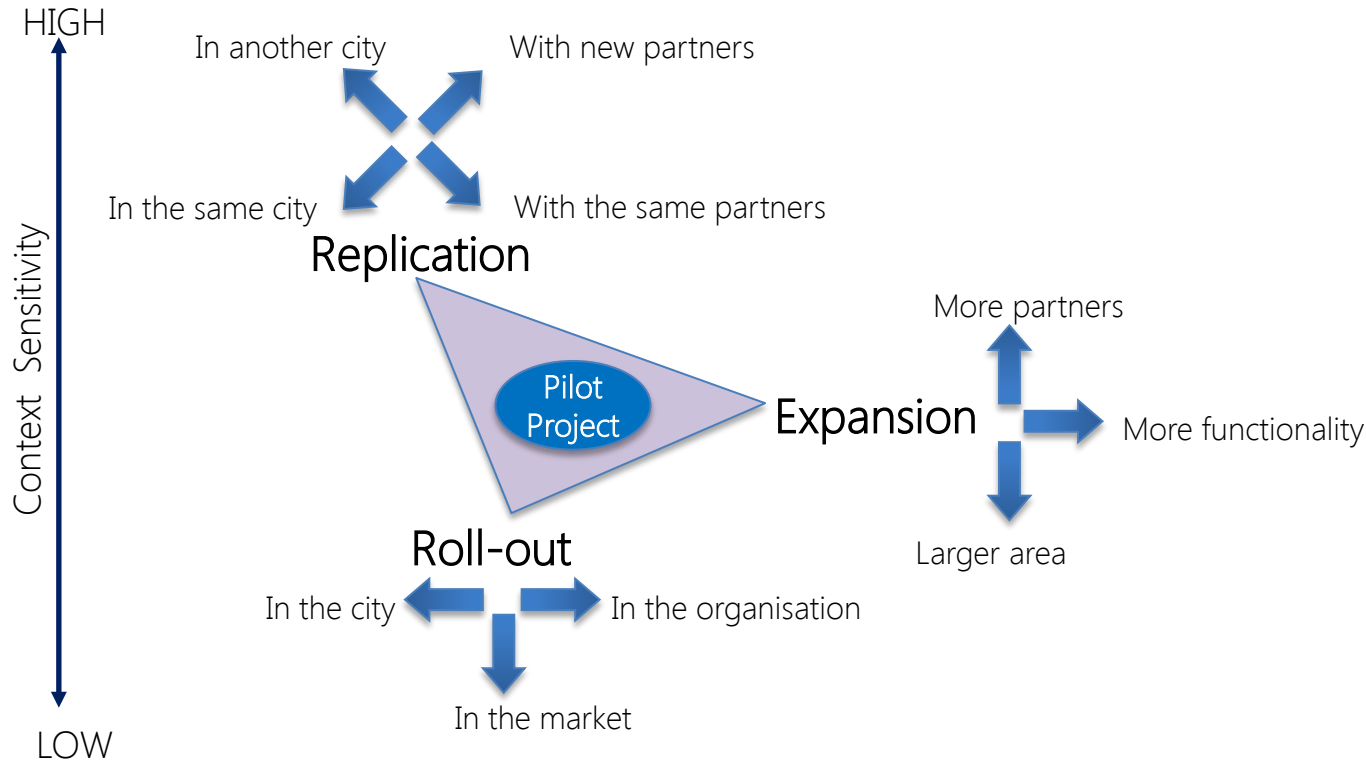 HIGH
In another city
With new partners
In the same city
With the same partners
Replication
Context Sensitivity
More partners
Pilot
Project
Expansion
More functionality
Larger area
Roll-out
In the city
In the organisation
In the market
LOW